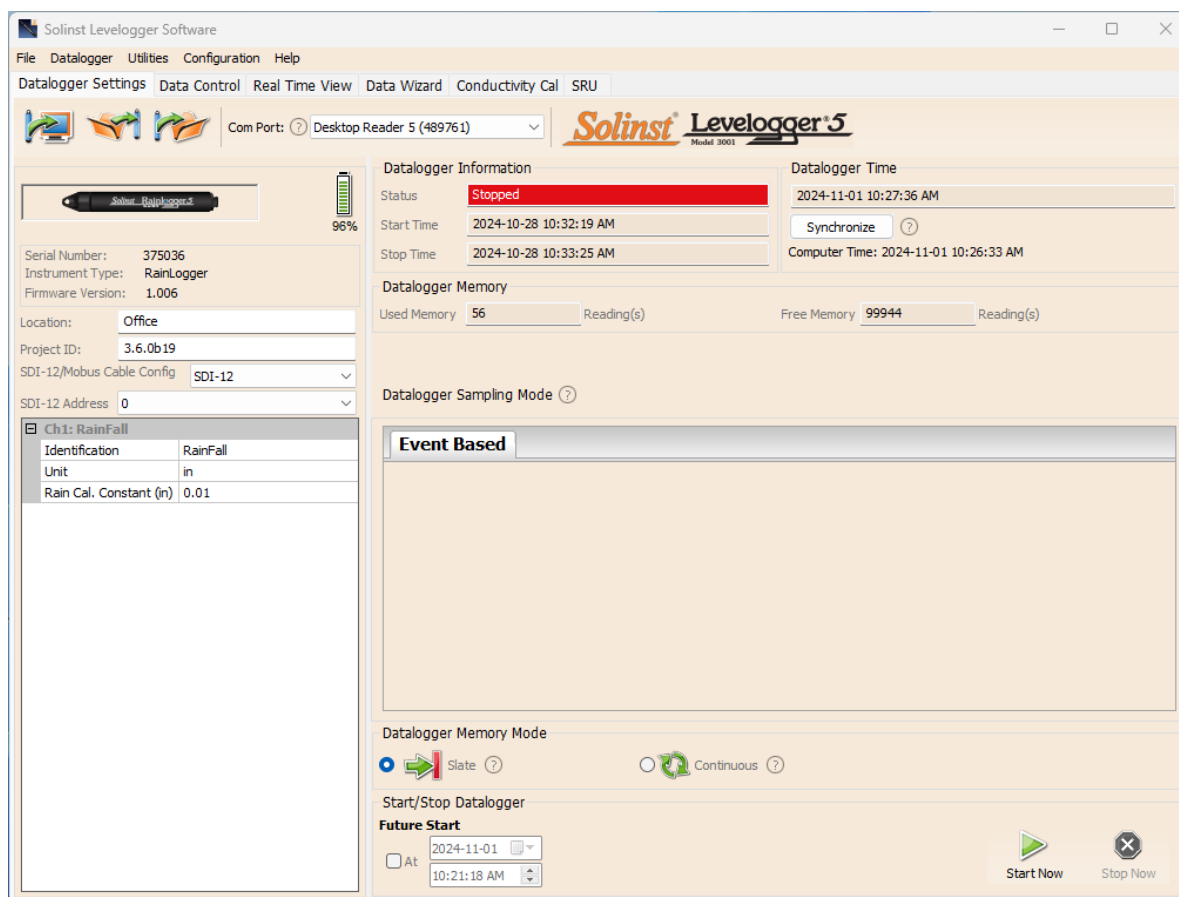 Solinst Levelogger Software
File Datalogger Utilities Configuration Help
Datalogger Settings Data Control Real Time View Data Wizard Conductivity Cal SRU
Com Port: ? Desktop Reader 5 (489761)
Solinst Levelogger 5
Model 3001
Solinst Rainlogger 5
96%
Serial Number: 375036
Instrument Type: RainLogger
Firmware Version: 1.006
Location: Office
Project ID: 3.6.0b19
SDI-12/Mobus Cable Config SDI-12
SDI-12 Address 0
Ch1: RainFall
Identification RainFall
Unit in
Rain Cal. Constant (in) 0.01
Datalogger Information
Status Stopped
Start Time 2024-10-28 10:32:19 AM
Stop Time 2024-10-28 10:33:25 AM
Datalogger Time
2024-11-01 10:27:36 AM
Synchronize ?
Computer Time: 2024-11-01 10:26:33 AM
Datalogger Memory
Used Memory 56 Reading(s) Free Memory 99944 Reading(s)
Datalogger Sampling Mode ?
Event Based
Datalogger Memory Mode
Slate ? Continuous ?
Start/Stop Datalogger
Future Start
At 2024-11-01
10:21:18 AM
Start Now Stop Now